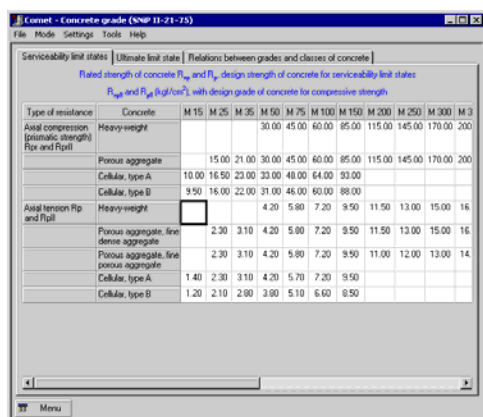 Comet - Concrete grade (SNiP II-21-75)
File Mode Settings Tools Help
Serviceability limit states Ultimate limit state Relations between grades and classes of concrete
Rated strength of concrete Rnp and Rp, design strength of concrete for serviceability limit states
(kgf/cm²), with design grade of concrete for compressive strength
Type of resistance Concrete M 15 M 25 M 35 M 50 M 75 M 100 M 150 M 200 M 250 M 300 M 3
Axial compression (prismatic strength) Rpx and RprII Heavy-weight 30.00 45.00 60.00 85.00 115.00 145.00 170.00 200
Porous aggregate 15.00 21.00 30.00 45.00 60.00 85.00 115.00 145.00 170.00 200
Cellular, type A 10.00 16.50 23.00 33.00 48.00 64.00 93.00
Cellular, type B 9.50 16.00 22.00 31.00 46.00 60.00 88.00
Axial tension Rp and RpII Heavy-weight 4.20 5.80 7.20 9.50 11.50 13.00 15.00 16.
Porous aggregate, fine dense aggregate 2.30 3.10 4.20 5.80 7.20 9.50 11.50 13.00 15.00 16.
Porous aggregate, fine porous aggregate 2.30 3.10 4.20 5.80 7.20 9.50 11.00 12.00 13.00 14.
Cellular, type A 1.40 2.30 3.10 4.20 5.70 7.20 9.50
Cellular, type B 1.20 2.10 2.80 3.80 5.10 6.60 8.50
Menu